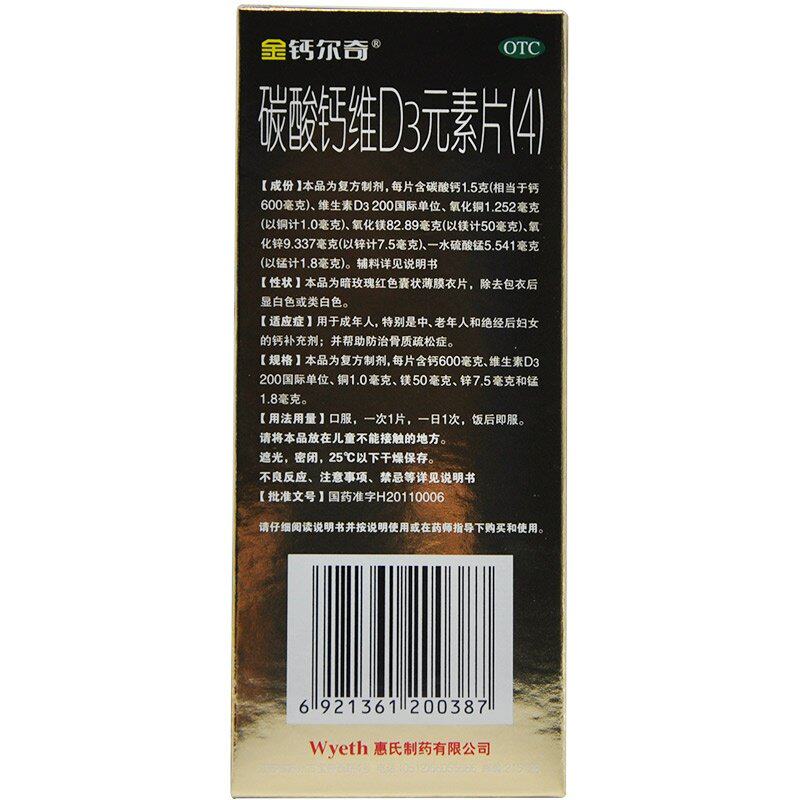 金钙尔奇® OTC
碳酸钙维D3元素片(4)
【成份】本品为复方制剂,每片含碳酸钙1.5克(相当于钙
600毫克)、维生素D3 200国际单位、氧化铜1.252毫克
(以铜计1.0毫克)、氧化镁82.89毫克(以镁计50毫克)、氧
化锌9.337毫克(以锌计7.5毫克)、一水硫酸锰5.541毫克
(以锰计1.8毫克)。辅料详见说明书
【性状】本品为暗玫瑰红色囊状薄膜衣片,除去包衣后
显白色或类白色。
【适应症】用于成年人,特别是中、老年人和绝经后妇女
的钙补充剂;并帮助防治骨质疏松症。
【规格】本品为复方制剂,每片含钙600毫克、维生素D3
200国际单位、铜1.0毫克、镁50毫克、锌7.5毫克和锰
1.8毫克。
【用法用量】口服,一次1片,一日1次,饭后即服。
请将本品放在儿童不能接触的地方。
遮光,密闭,25℃以下干燥保存。
不良反应、注意事项、禁忌等详见说明书
【批准文号】国药准字H20110006
请仔细阅读说明书并按说明使用或在药师指导下购买和使用。
6 921361 200387
Wyeth 惠氏制药有限公司